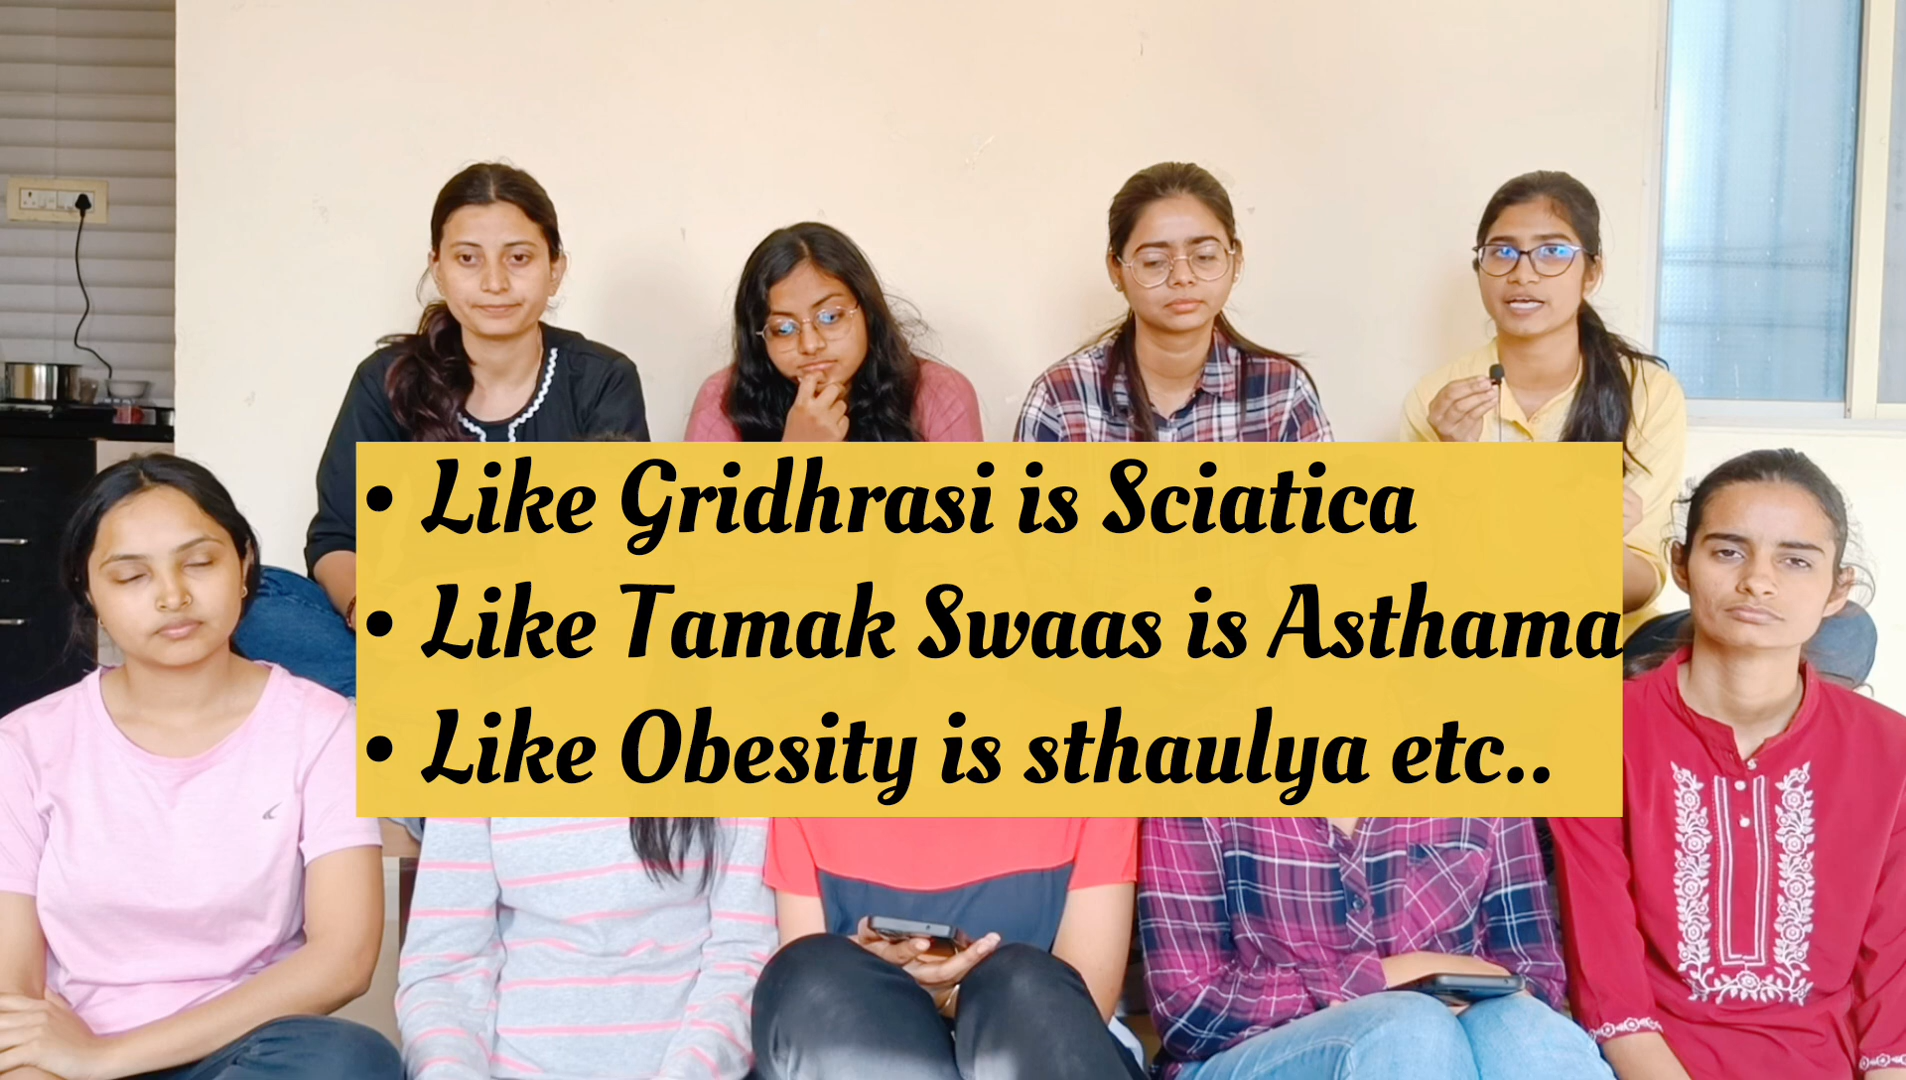 • Like Gridhrasi is Sciatica
• Like Tamak Swaas is Asthama
• Like Obesity is sthaulya etc..